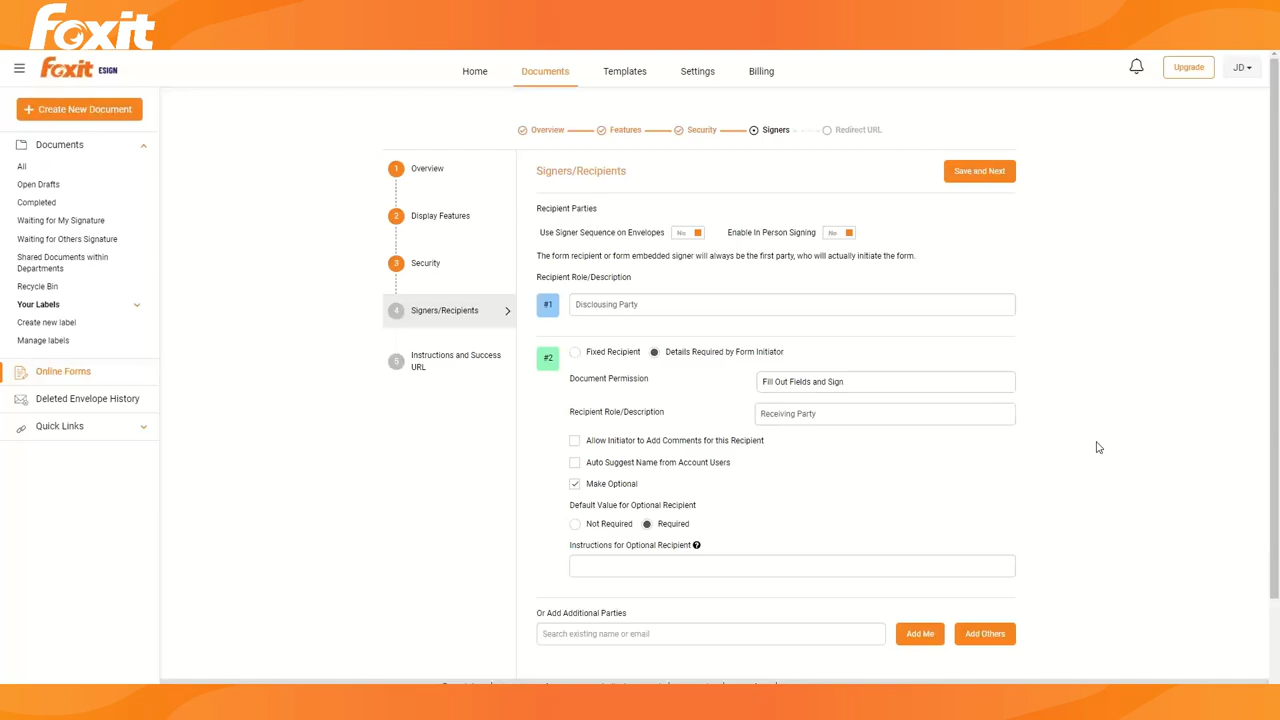 foxit
foxit ESIGN
Home Documents Templates Settings Billing
Upgrade
JD
+ Create New Document
Documents
All
Open Drafts
Completed
Waiting for My Signature
Waiting for Others Signature
Shared Documents within
Departments
Recycle Bin
Your Labels
Create new label
Manage labels
Online Forms
Deleted Envelope History
Quick Links
Overview Features Security Signers Redirect URL
1 Overview
2 Display Features
3 Security
4 Signers/Recipients
5 Instructions and Success
URL
Signers/Recipients
Save and Next
Recipient Parties
Use Signer Sequence on Envelopes No Enable In Person Signing No
The form recipient or form embedded signer will always be the first party, who will actually initiate the form.
Recipient Role/Description
#1 Disclousing Party
#2 Fixed Recipient Details Required by Form Initiator
Document Permission Fill Out Fields and Sign
Recipient Role/Description Receiving Party
Allow Initiator to Add Comments for this Recipient
Auto Suggest Name from Account Users
Make Optional
Default Value for Optional Recipient
Not Required Required
Instructions for Optional Recipient ?
Or Add Additional Parties
Search existing name or email Add Me Add Others